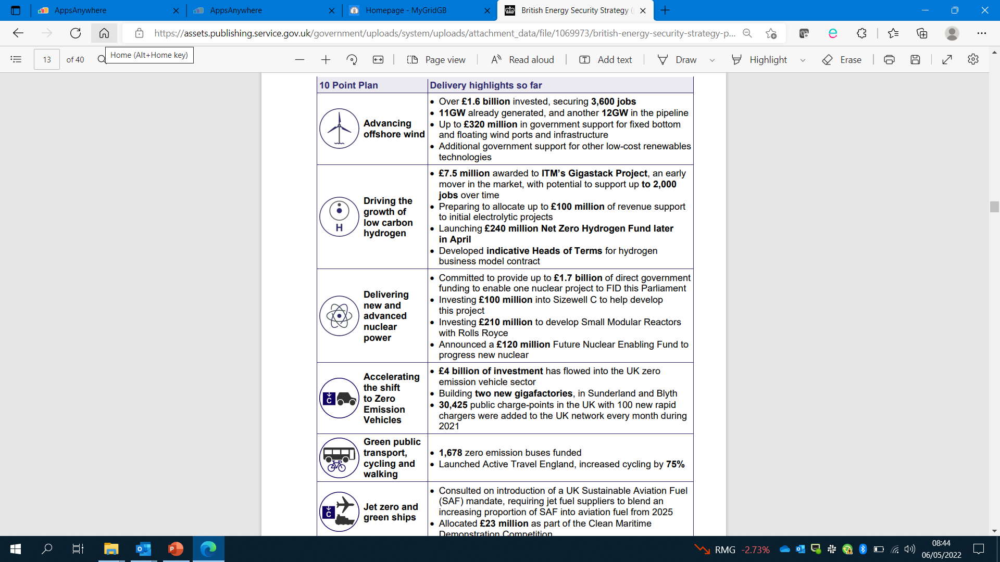 AppsAnywhere
AppsAnywhere
Homepage - MyGridGB
British Energy Security Strategy (
https://assets.publishing.service.gov.uk/government/uploads/system/uploads/attachment_data/file/1069973/british-energy-security-strategy-p...
13 of 40
Home (Alt+Home key)
Page view
Read aloud
Add text
Draw
Highlight
Erase
10 Point Plan
Delivery highlights so far
Advancing
offshore wind
• Over £1.6 billion invested, securing 3,600 jobs
• 11GW already generated, and another 12GW in the pipeline
• Up to £320 million in government support for fixed bottom
and floating wind ports and infrastructure
• Additional government support for other low-cost renewables
technologies
H
Driving the
growth of
low carbon
hydrogen
• £7.5 million awarded to ITM's Gigastack Project, an early
mover in the market, with potential to support up to 2,000
jobs over time
• Preparing to allocate up to £100 million of revenue support
to initial electrolytic projects
• Launching £240 million Net Zero Hydrogen Fund later
in April
• Developed indicative Heads of Terms for hydrogen
business model contract
Delivering
new and
advanced
nuclear
power
• Committed to provide up to £1.7 billion of direct government
funding to enable one nuclear project to FID this Parliament
• Investing £100 million into Sizewell C to help develop
this project
• Investing £210 million to develop Small Modular Reactors
with Rolls Royce
• Announced a £120 million Future Nuclear Enabling Fund to
progress new nuclear
C
Accelerating
the shift
to Zero
Emission
Vehicles
• £4 billion of investment has flowed into the UK zero
emission vehicle sector
• Building two new gigafactories, in Sunderland and Blyth
• 30,425 public charge-points in the UK with 100 new rapid
chargers were added to the UK network every month during
2021
Green public
transport,
cycling and
walking
• 1,678 zero emission buses funded
• Launched Active Travel England, increased cycling by 75%
C
Jet zero and
green ships
• Consulted on introduction of a UK Sustainable Aviation Fuel
(SAF) mandate, requiring jet fuel suppliers to blend an
increasing proportion of SAF into aviation fuel from 2025
• Allocated £23 million as part of the Clean Maritime
Demonstration Competition
RMG -2.73%
08:44
06/05/2022